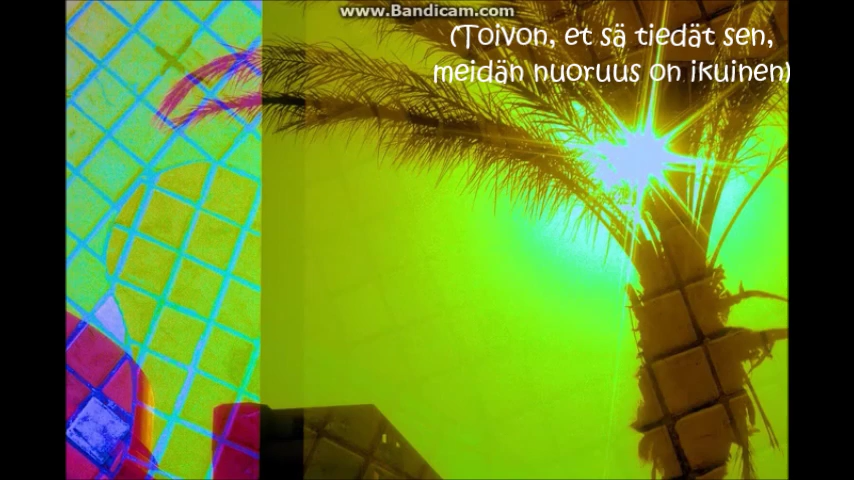 www.Bandicam.com
(Toivon, et sä tiedät sen,
meidän nuoruus on ikuinen)